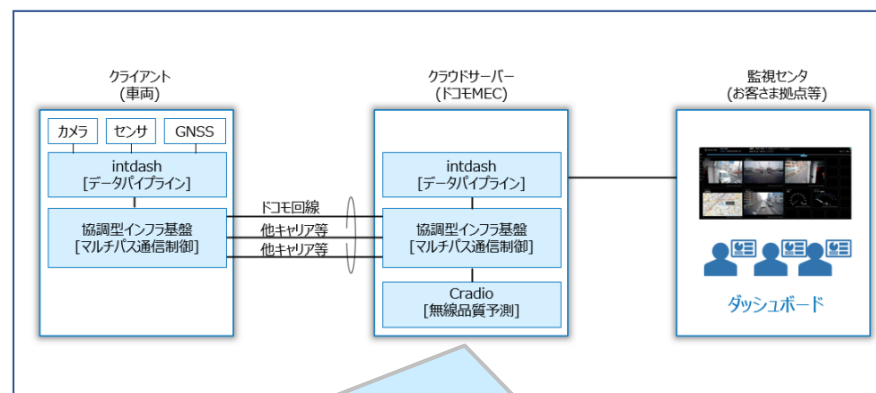 クライアント
(車両)
カメラ
センサ
GNSS
intdash
[データパイプライン]
協調型インフラ基盤
[マルチパス通信制御]
ドコモ回線
他キャリア等
他キャリア等
クラウドサーバー
(ドコモMEC)
intdash
[データパイプライン]
協調型インフラ基盤
[マルチパス通信制御]
Cradio
[無線品質予測]
監視センタ
(お客さま拠点等)
ダッシュボード